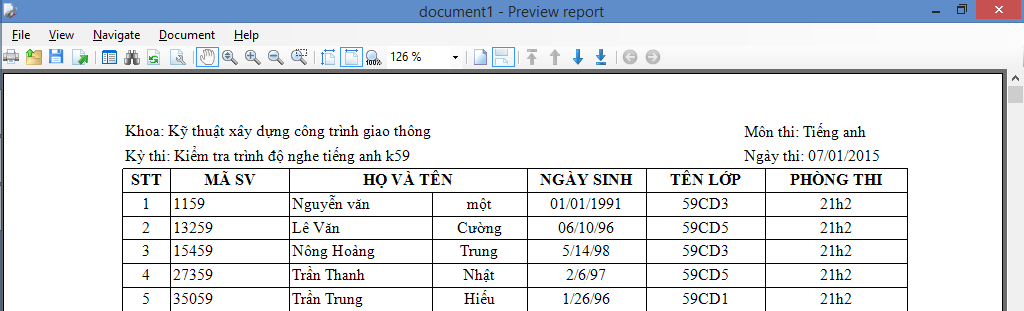 document1 - Preview report
File View Navigate Document Help
100% 126 %
Khoa: Kỹ thuật xây dựng công trình giao thông Môn thi: Tiếng anh
Kỳ thi: Kiểm tra trình độ nghe tiếng anh k59 Ngày thi: 07/01/2015
STT MÃ SV HỌ VÀ TÊN NGÀY SINH TÊN LỚP PHÒNG THI
1 1159 Nguyễn văn một 01/01/1991 59CD3 21h2
2 13259 Lê Văn Cường 06/10/96 59CD5 21h2
3 15459 Nông Hoàng Trung 5/14/98 59CD3 21h2
4 27359 Trần Thanh Nhật 2/6/97 59CD5 21h2
5 35059 Trần Trung Hiếu 1/26/96 59CD1 21h2